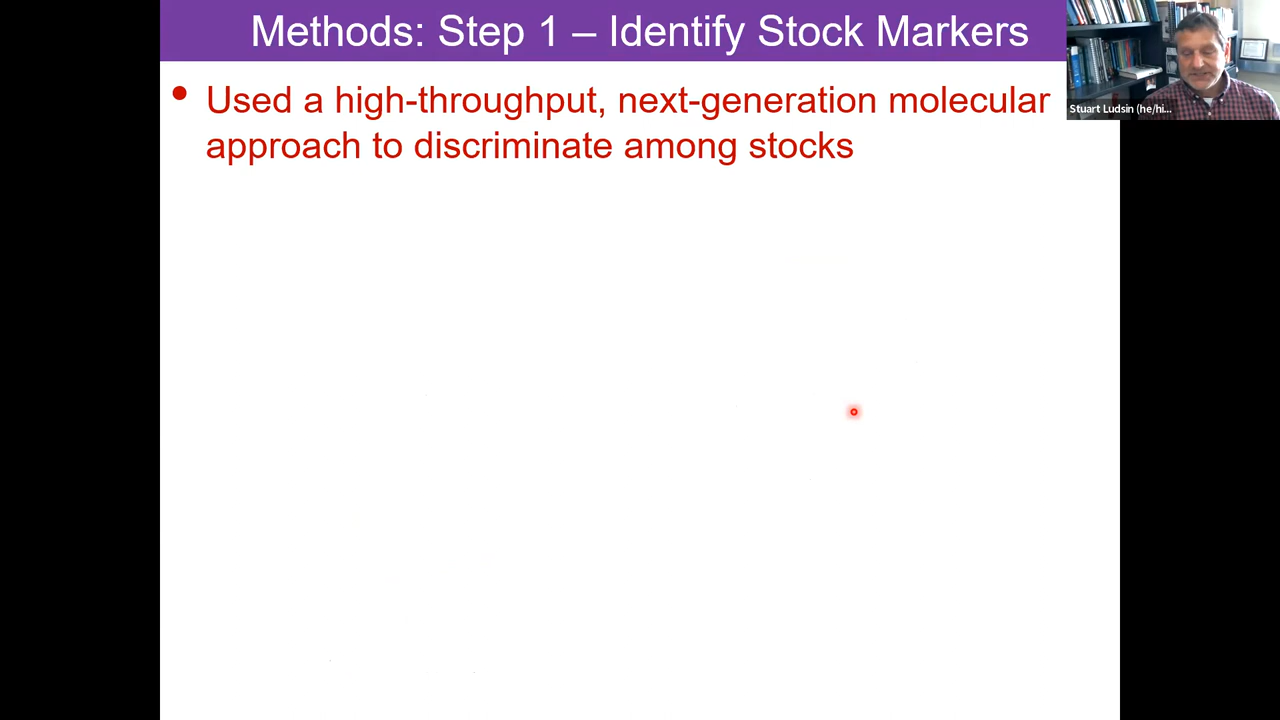 Methods: Step 1 – Identify Stock Markers
Stuart Ludsin (he/hi...
• Used a high-throughput, next-generation molecular
approach to discriminate among stocks